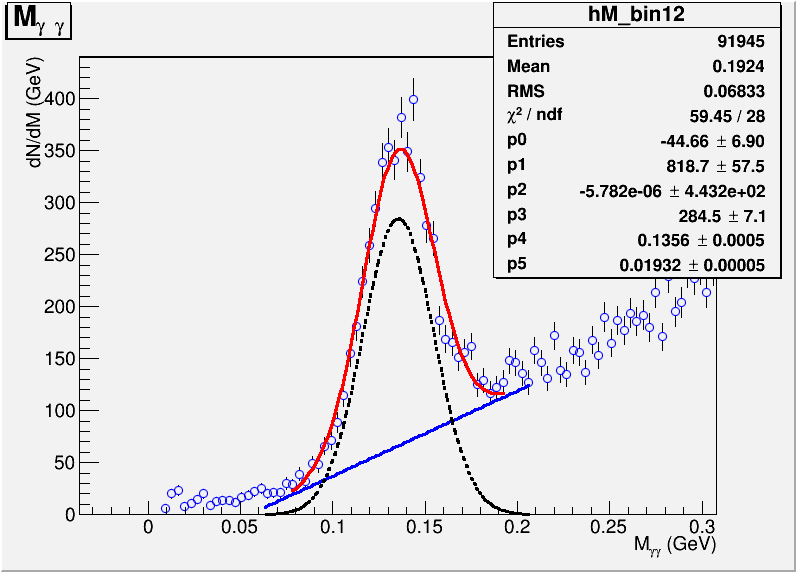 M γ γ
hM_bin12
Entries 91945
Mean 0.1924
RMS 0.06833
χ² / ndf 59.45 / 28
p0 -44.66 ± 6.90
p1 818.7 ± 57.5
p2 -5.782e-06 ± 4.432e+02
p3 284.5 ± 7.1
p4 0.1356 ± 0.0005
p5 0.01932 ± 0.00005
dN/dM (GeV)
400
350
300
250
200
150
100
50
0
0 0.05 0.1 0.15 0.2 0.25 0.3
M γγ (GeV)